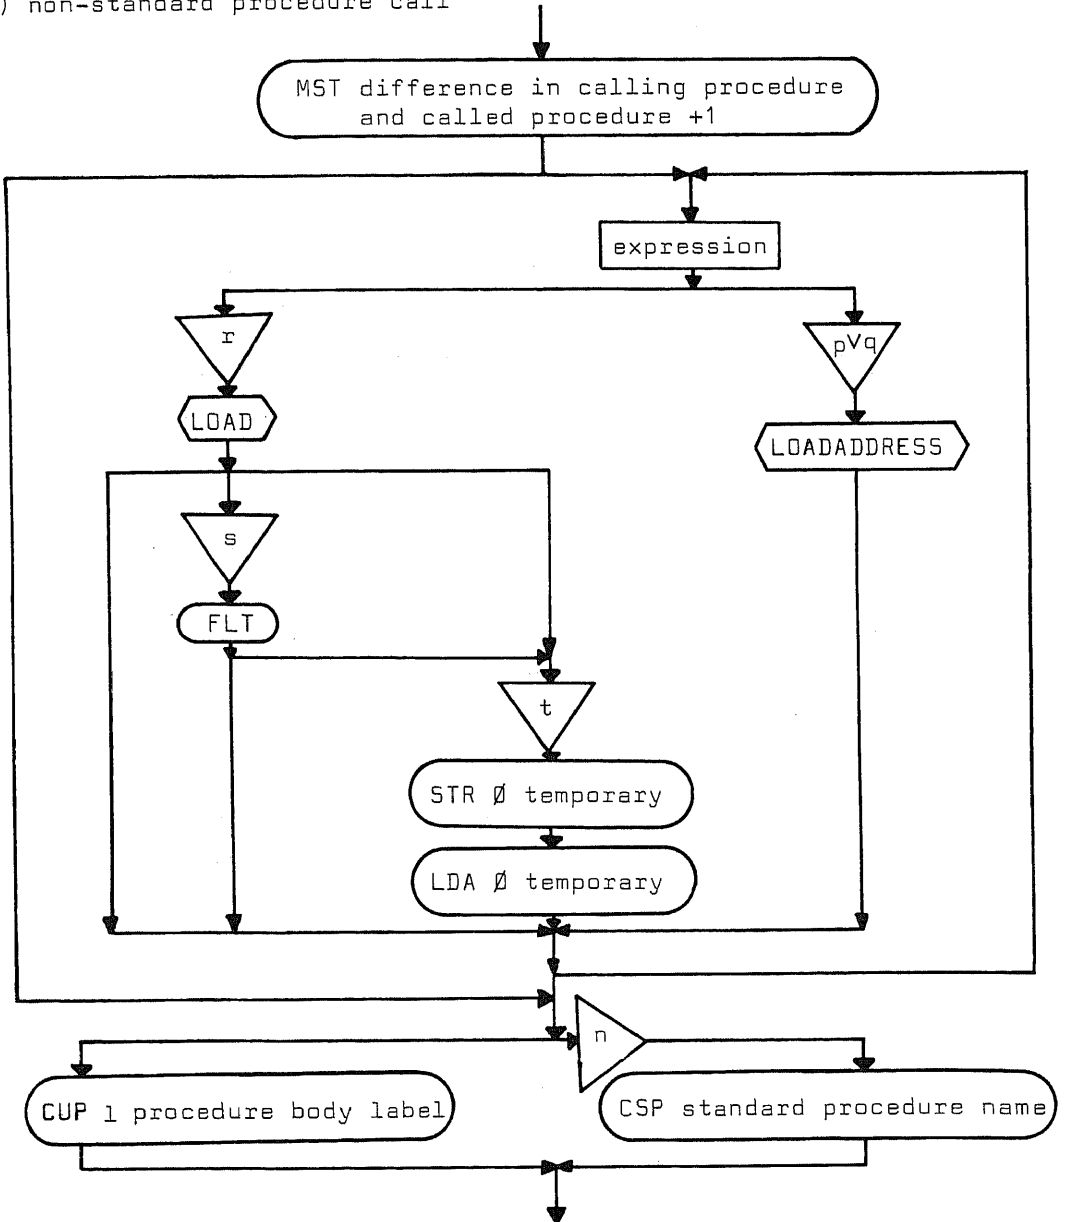 ) non-standard procedure call
MST difference in calling procedure
and called procedure +1
expression
r
pVq
LOAD
LOADADDRESS
s
FLT
t
STR Ø temporary
LDA Ø temporary
n
CUP 1 procedure body label
CSP standard procedure name